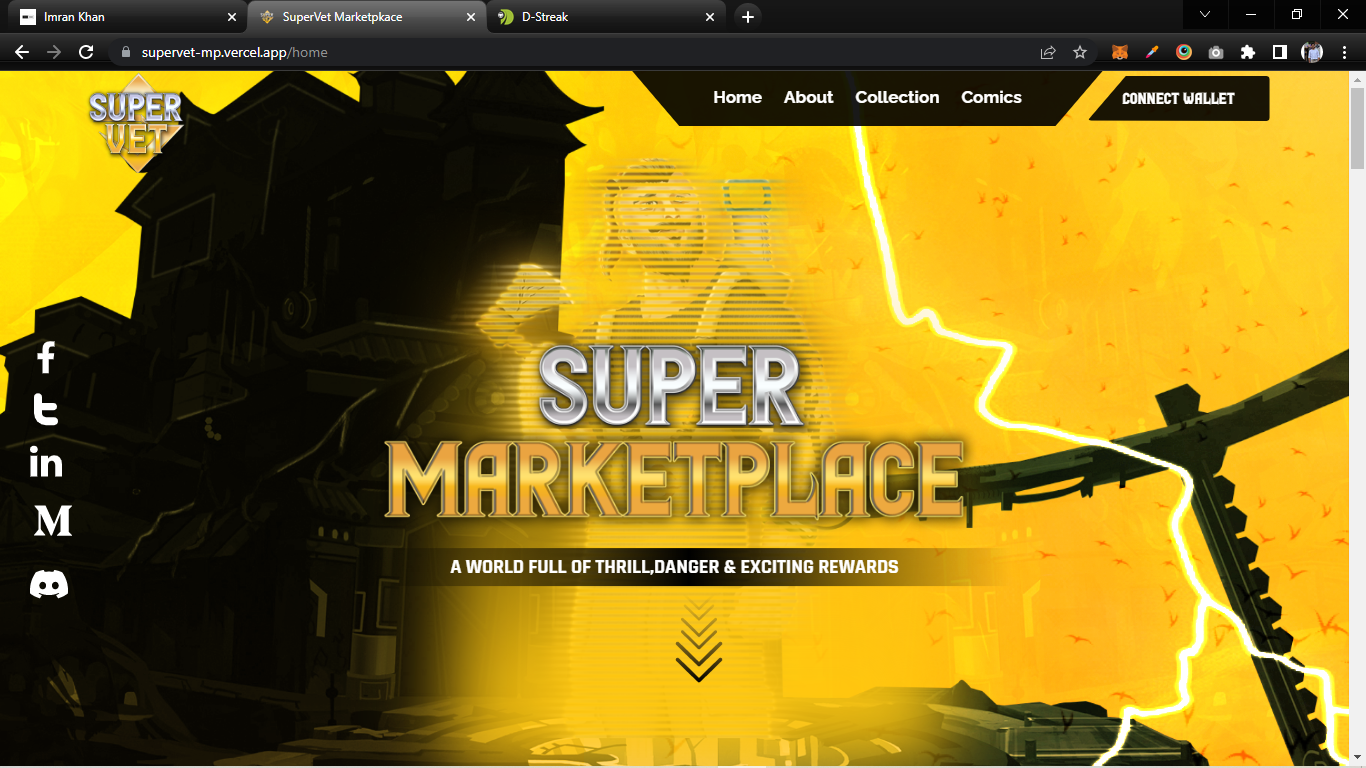 Imran Khan
SuperVet Marketpkace
D-Streak
supervet-mp.vercel.app/home
SUPER
VET
Home
About
Collection
Comics
CONNECT WALLET
SUPER
MARKETPLACE
A WORLD FULL OF THRILL,DANGER & EXCITING REWARDS